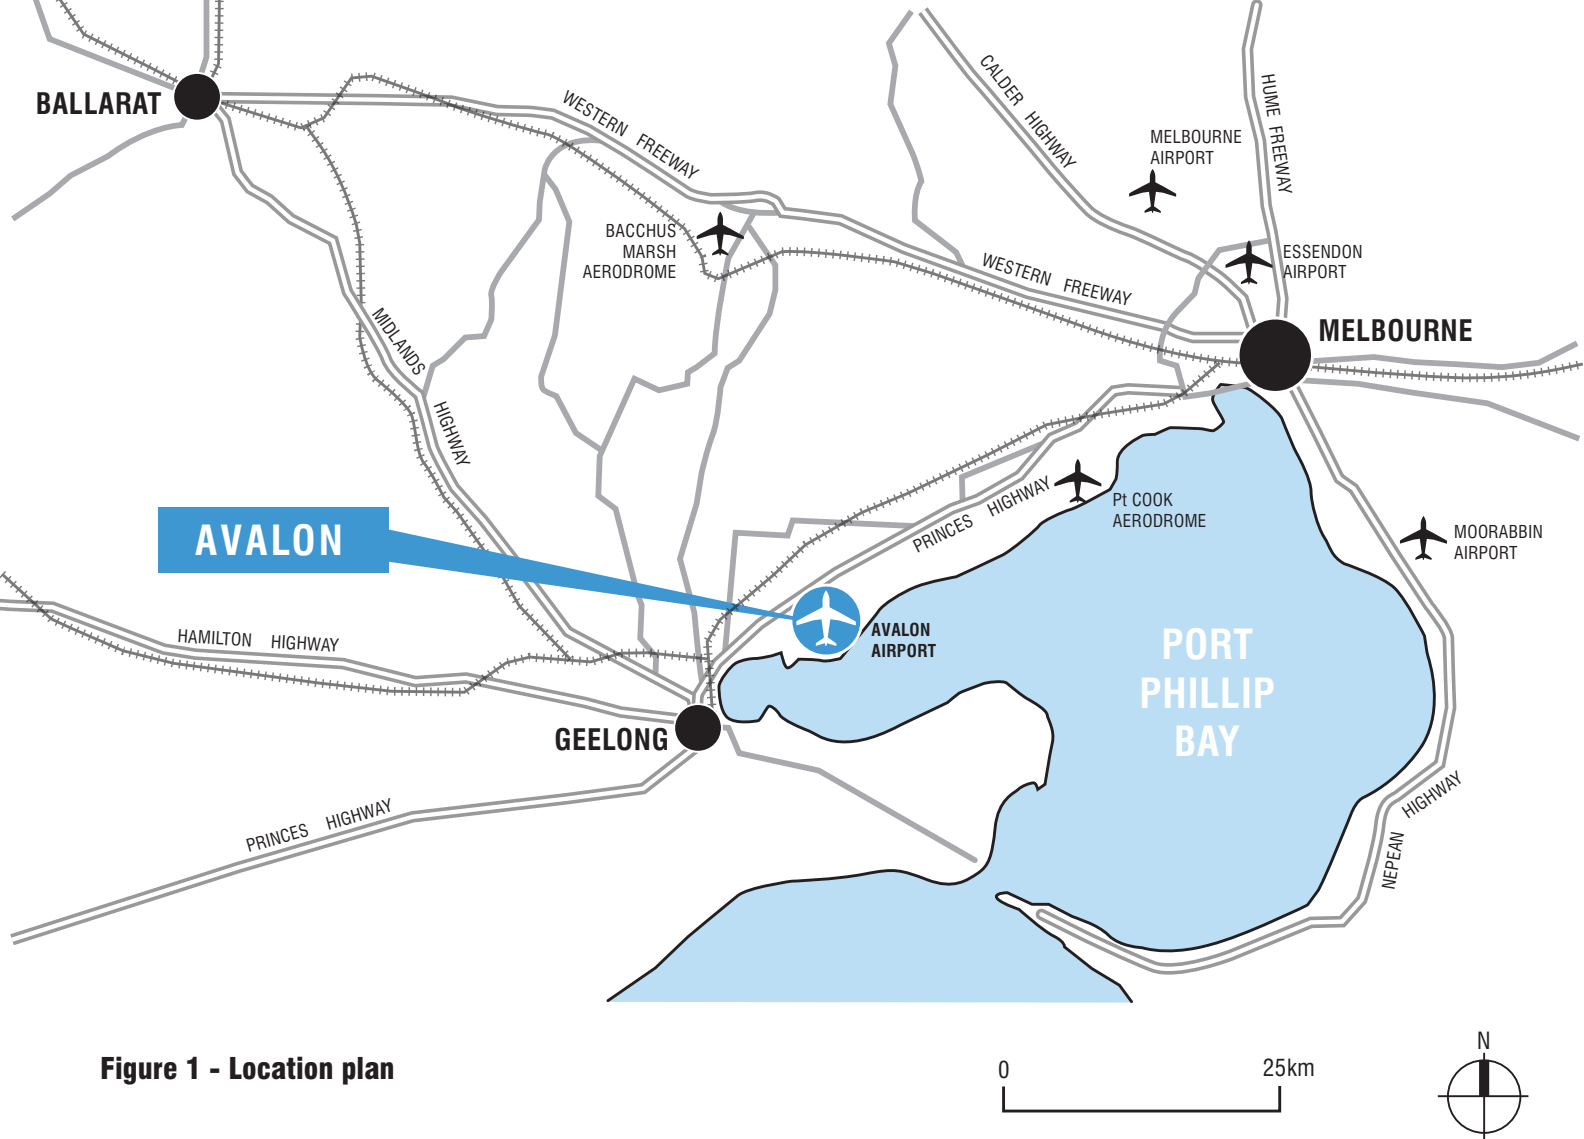 BALLARAT
WESTERN FREEWAY
CALDER HIGHWAY
HUME FREEWAY
MELBOURNE
AIRPORT
BACCHUS
MARSH
AERODROME
ESSENDON
AIRPORT
WESTERN FREEWAY
MELBOURNE
MIDLANDS HIGHWAY
PRINCES HIGHWAY
Pt COOK
AERODROME
MOORABBIN
AIRPORT
AVALON
AVALON
AIRPORT
HAMILTON HIGHWAY
PORT
PHILLIP
BAY
GEELONG
PRINCES HIGHWAY
NEPEAN HIGHWAY
Figure 1 - Location plan
0 25km
N